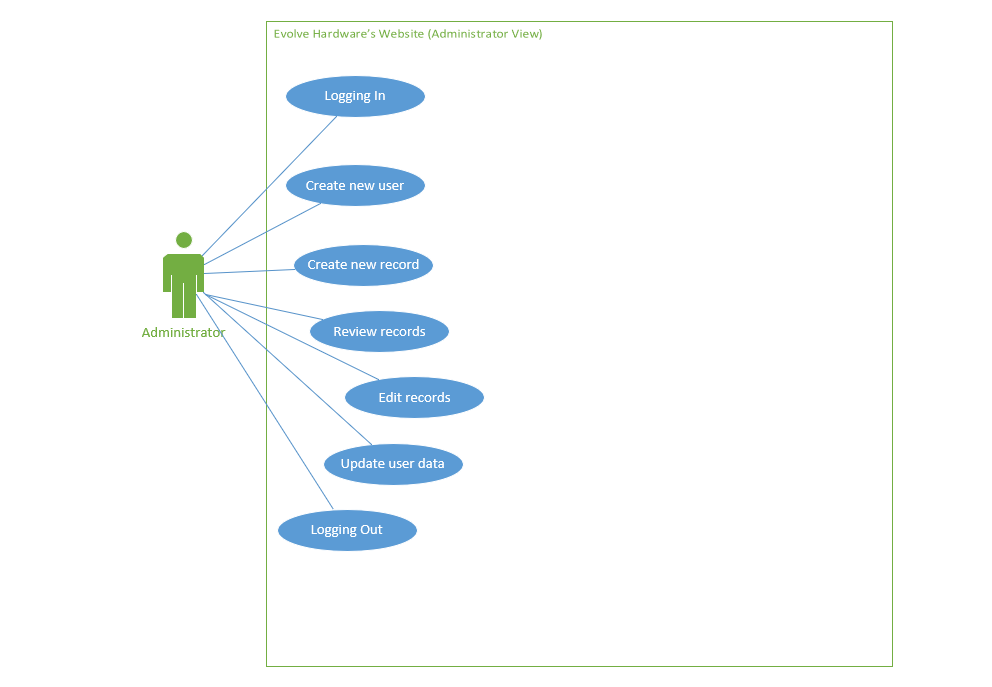 Evolve Hardware's Website (Administrator View)
Logging In
Create new user
Create new record
Administrator
Review records
Edit records
Update user data
Logging Out